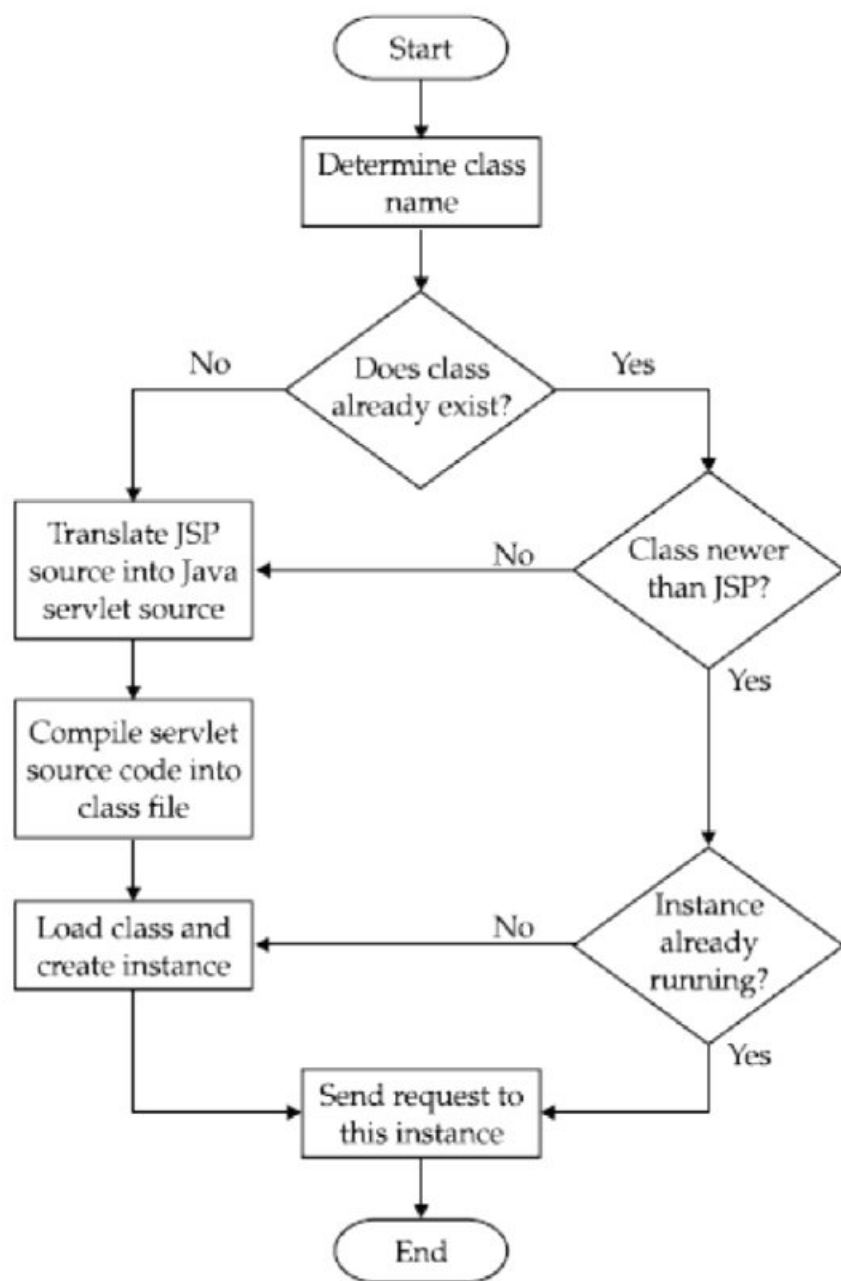 Start
Determine class
name
No
Does class
already exist?
Yes
Translate JSP
source into Java
servlet source
No
Class newer
than JSP?
Yes
Compile servlet
source code into
class file
Load class and
create instance
No
Instance
already
running?
Yes
Send request to
this instance
End